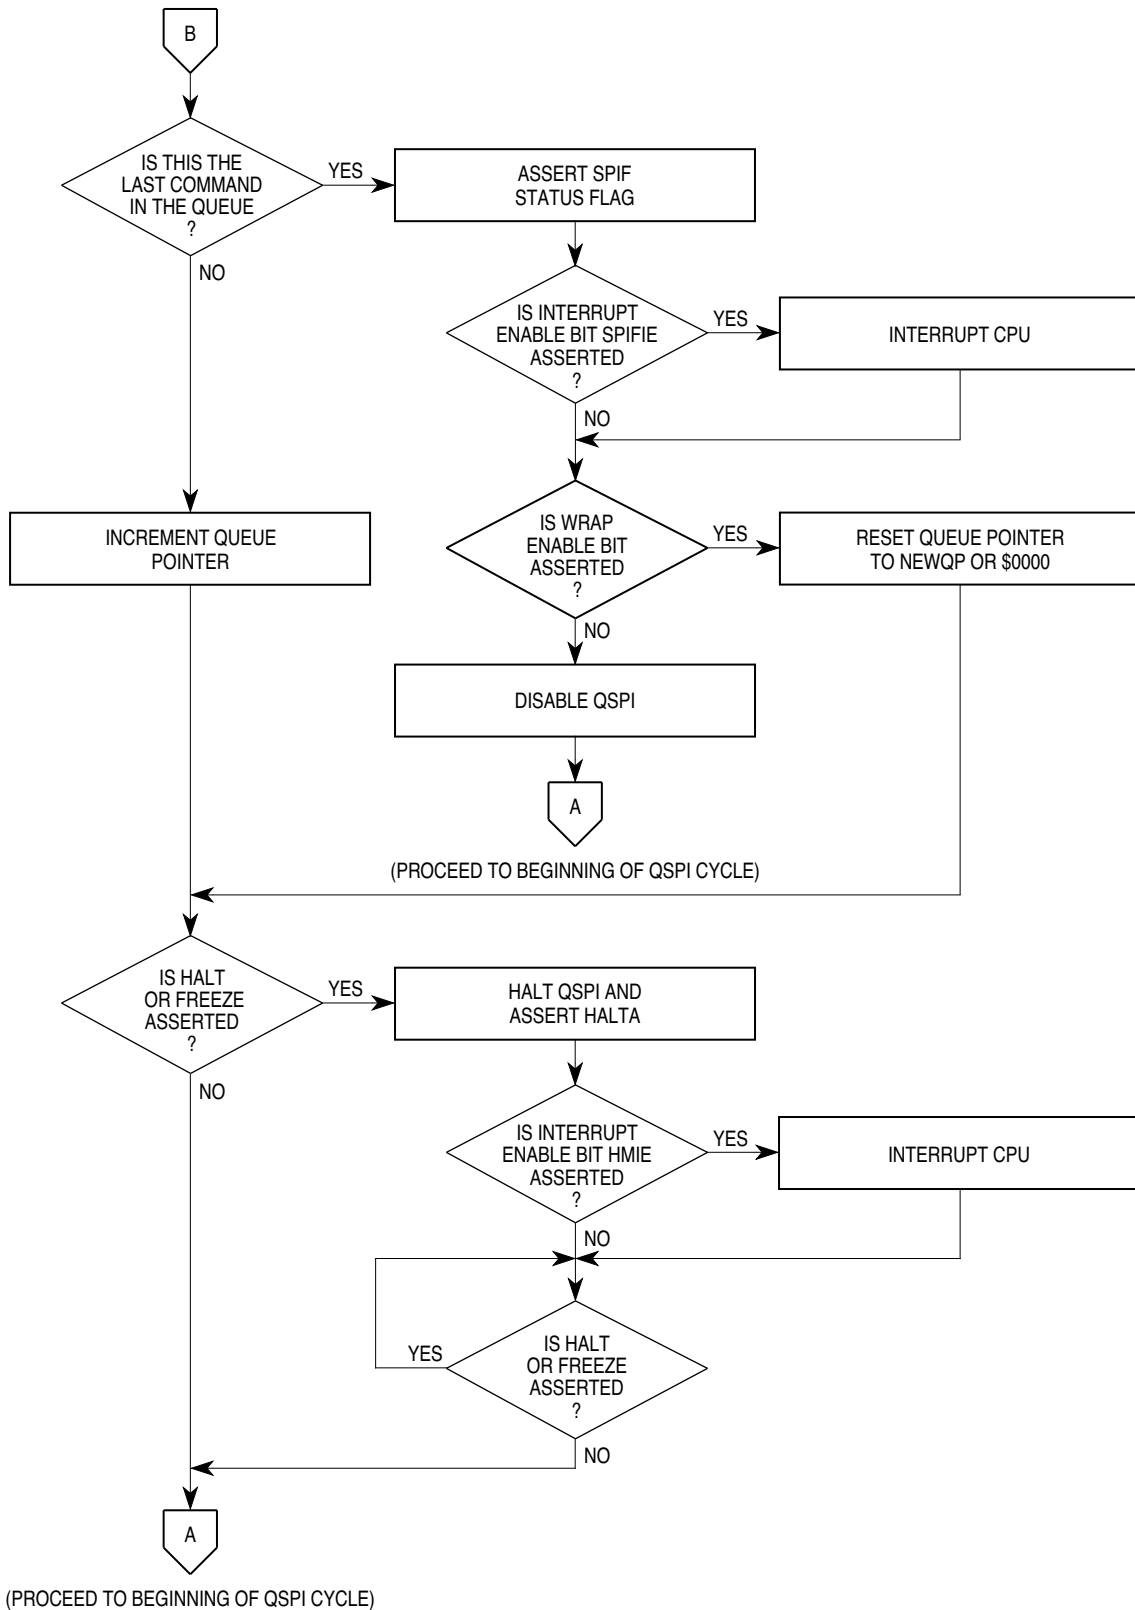 B
IS THIS THE
LAST COMMAND
IN THE QUEUE
?
YES
NO
ASSERT SPIF
STATUS FLAG
IS INTERRUPT
ENABLE BIT SPIFIE
ASSERTED
?
YES
NO
INTERRUPT CPU
INCREMENT QUEUE
POINTER
IS WRAP
ENABLE BIT
ASSERTED
?
YES
NO
RESET QUEUE POINTER
TO NEWQP OR $0000
DISABLE QSPI
A
(PROCEED TO BEGINNING OF QSPI CYCLE)
IS HALT
OR FREEZE
ASSERTED
?
YES
NO
HALT QSPI AND
ASSERT HALTA
IS INTERRUPT
ENABLE BIT HMIE
ASSERTED
?
YES
NO
INTERRUPT CPU
IS HALT
OR FREEZE
ASSERTED
?
YES
NO
A
(PROCEED TO BEGINNING OF QSPI CYCLE)